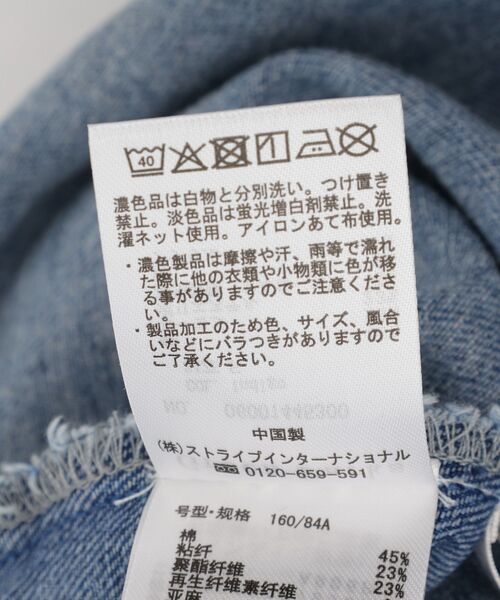 40
濃色品は白物と分別洗い。つけ置き
禁止。淡色品は蛍光増白剤禁止。洗
濯ネット使用。アイロンあて布使用。
・濃色製品は摩擦や汗、雨等で濡れ
た際に他の衣類や小物類に色が移
る事がありますのでご注意くださ
い。
・製品加工のため色、サイズ、風合
いなどにバラつきがありますので
ご了承ください。
中国製
(株)ストライプインターナショナル
0120-659-591
号型·规格 160/84A
棉 45%
粘纤 23%
聚酯纤维 23%
再生纤维素纤维
亚麻